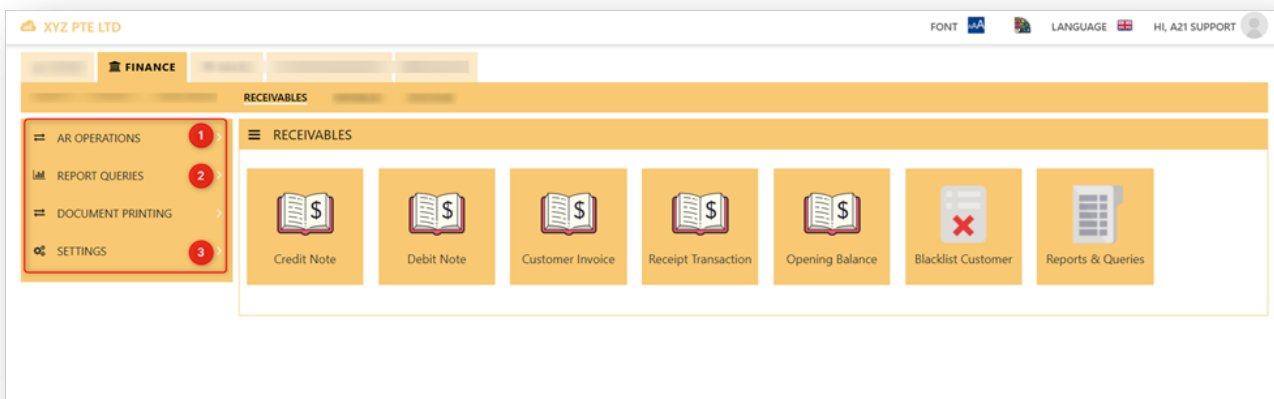 XYZ PTE LTD
FONT AAA LANGUAGE HI, A21 SUPPORT
FINANCE
RECEIVABLES
AR OPERATIONS 1
REPORT QUERIES 2
DOCUMENT PRINTING
SETTINGS 3
RECEIVABLES
$ $ $ $ $
Credit Note Debit Note Customer Invoice Receipt Transaction Opening Balance Blacklist Customer Reports & Queries